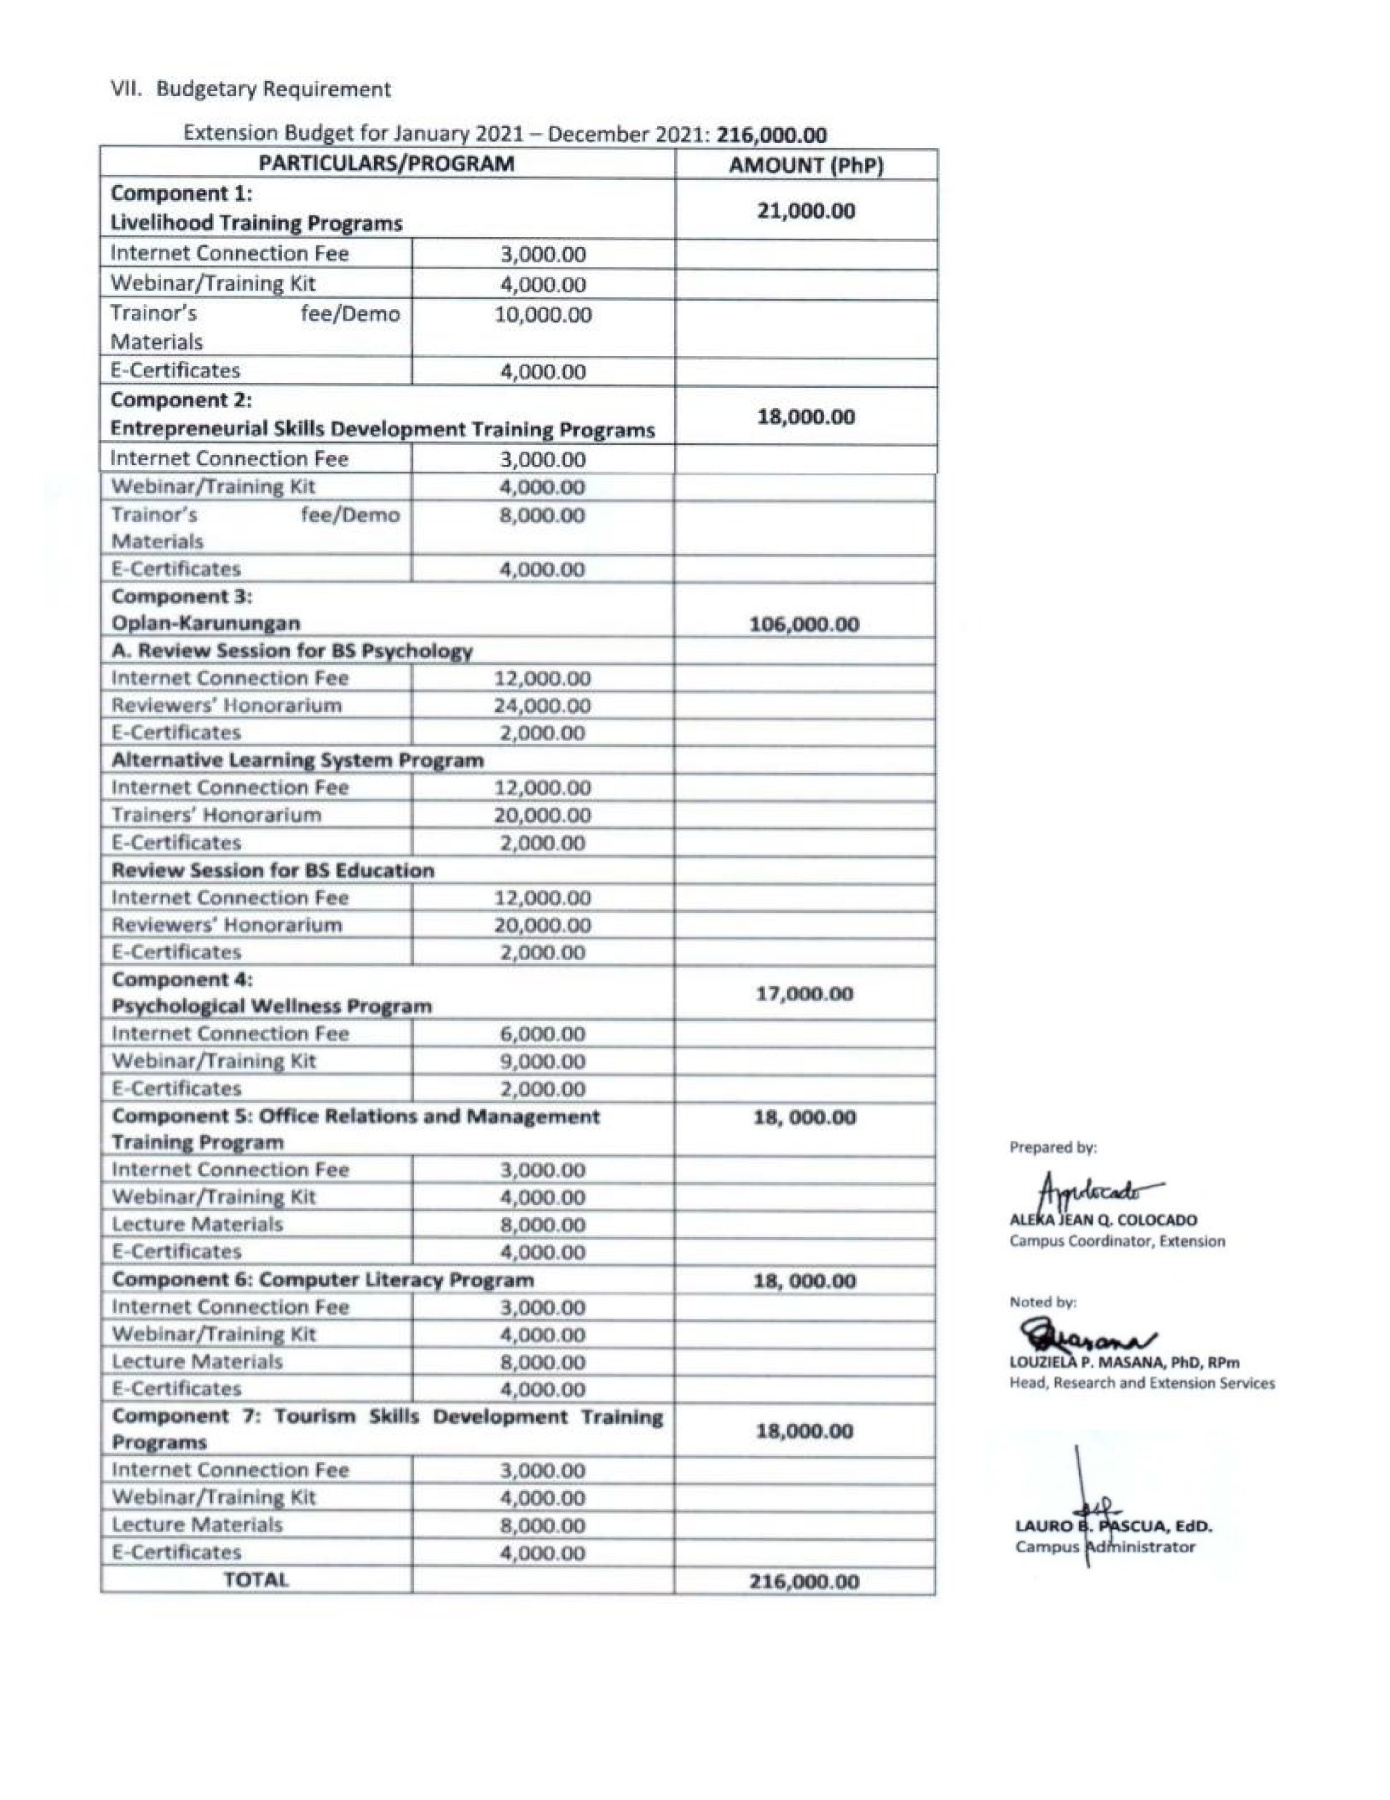 VII. Budgetary Requirement
Extension Budget for January 2021 – December 2021: 216,000.00
PARTICULARS/PROGRAM AMOUNT (PhP)
Component 1:
Livelihood Training Programs 21,000.00
Internet Connection Fee 3,000.00
Webinar/Training Kit 4,000.00
Trainor's fee/Demo 10,000.00
Materials
E-Certificates 4,000.00
Component 2:
Entrepreneurial Skills Development Training Programs 18,000.00
Internet Connection Fee 3,000.00
Webinar/Training Kit 4,000.00
Trainor's fee/Demo 8,000.00
Materials
E-Certificates 4,000.00
Component 3:
Oplan-Karunungan 106,000.00
A. Review Session for BS Psychology
Internet Connection Fee 12,000.00
Reviewers' Honorarium 24,000.00
E-Certificates 2,000.00
Alternative Learning System Program
Internet Connection Fee 12,000.00
Trainers' Honorarium 20,000.00
E-Certificates 2,000.00
Review Session for BS Education
Internet Connection Fee 12,000.00
Reviewers' Honorarium 20,000.00
E-Certificates 2,000.00
Component 4:
Psychological Wellness Program 17,000.00
Internet Connection Fee 6,000.00
Webinar/Training Kit 9,000.00
E-Certificates 2,000.00
Component 5: Office Relations and Management 18, 000.00
Training Program
Internet Connection Fee 3,000.00
Webinar/Training Kit 4,000.00
Lecture Materials 8,000.00
E-Certificates 4,000.00
Component 6: Computer Literacy Program 18, 000.00
Internet Connection Fee 3,000.00
Webinar/Training Kit 4,000.00
Lecture Materials 8,000.00
E-Certificates 4,000.00
Component 7: Tourism Skills Development Training
Programs 18,000.00
Internet Connection Fee 3,000.00
Webinar/Training Kit 4,000.00
Lecture Materials 8,000.00
E-Certificates 4,000.00
TOTAL 216,000.00
Prepared by:
ALEKA JEAN Q. COLOCADO
Campus Coordinator, Extension
Noted by:
LOUZIELA P. MASANA, PhD, RPm
Head, Research and Extension Services
LAURO B. PASCUA, EdD.
Campus Administrator